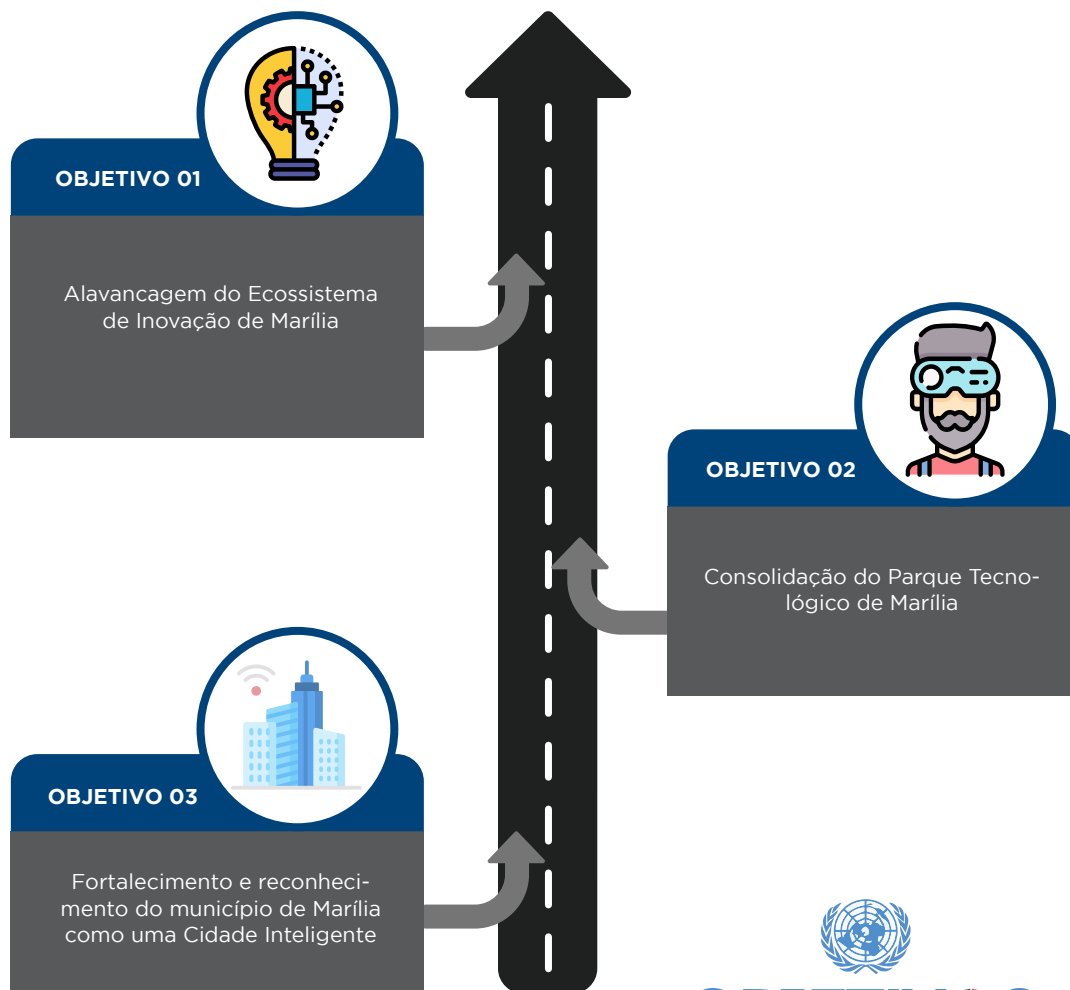 OBJETIVO 01
Alavancagem do Ecossistema
de Inovação de Marília
OBJETIVO 02
Consolidação do Parque Tecno-
lógico de Marília
OBJETIVO 03
Fortalecimento e reconheci-
mento do município de Marília
como uma Cidade Inteligente